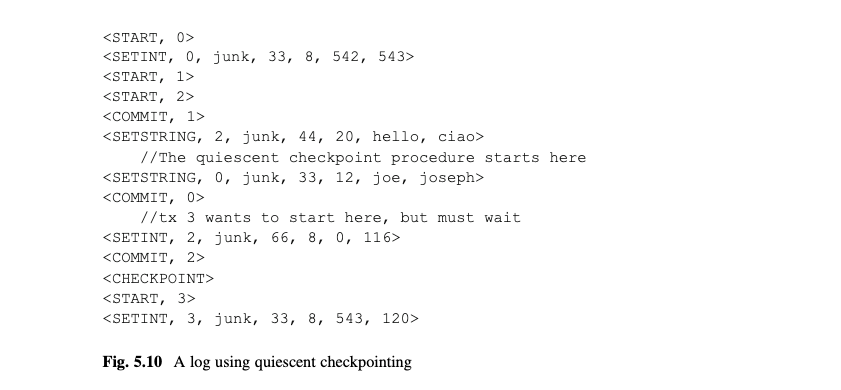 <START, 0>
<SETINT, 0, junk, 33, 8, 542, 543>
<START, 1>
<START, 2>
<COMMIT, 1>
<SETSTRING, 2, junk, 44, 20, hello, ciao>
//The quiescent checkpoint procedure starts here
<SETSTRING, 0, junk, 33, 12, joe, joseph>
<COMMIT, 0>
//tx 3 wants to start here, but must wait
<SETINT, 2, junk, 66, 8, 0, 116>
<COMMIT, 2>
<CHECKPOINT>
<START, 3>
<SETINT, 3, junk, 33, 8, 543, 120>
Fig. 5.10 A log using quiescent checkpointing